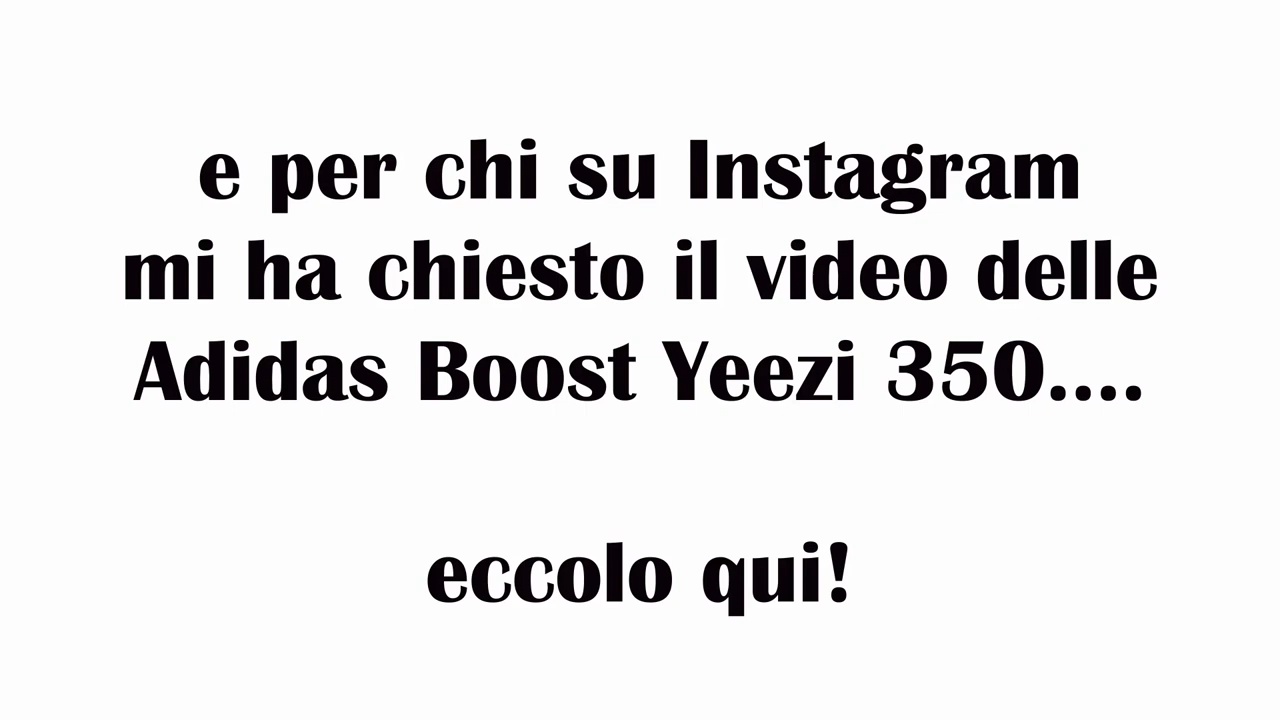 e per chi su Instagram
mi ha chiesto il video delle
Adidas Boost Yeezi 350....
eccolo qui!